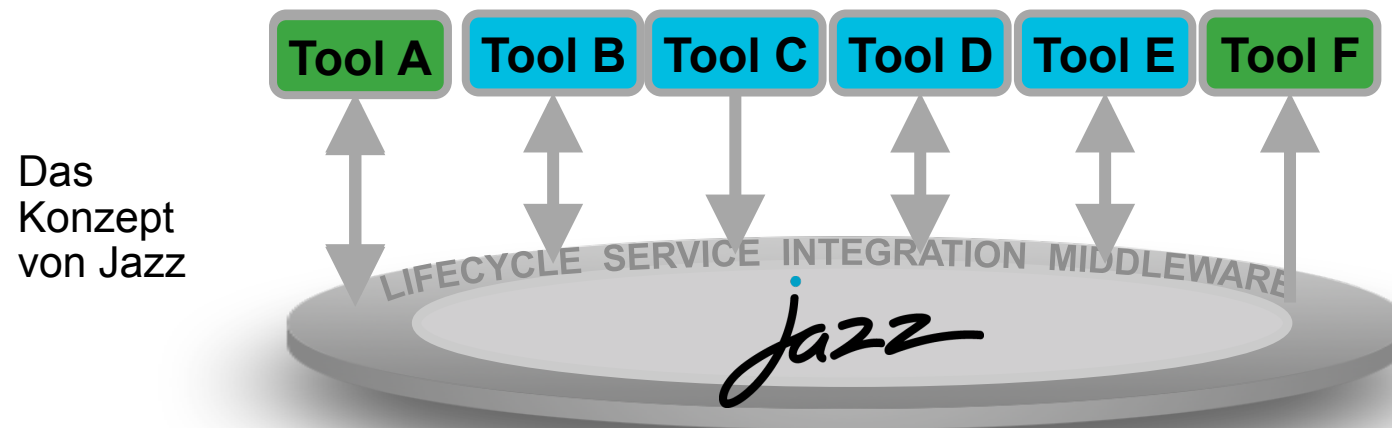 Tool A Tool B Tool C Tool D Tool E Tool F
Das
Konzept
von Jazz
LIFECYCLE SERVICE INTEGRATION MIDDLEWARE
jazz